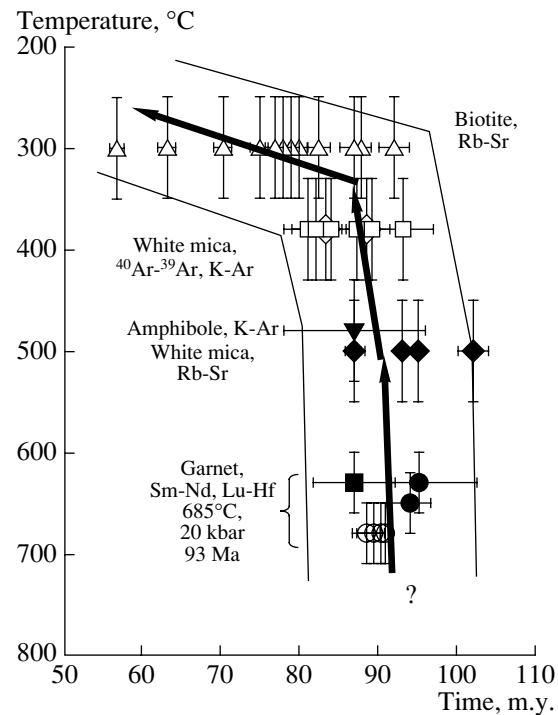 Temperature, °C
200
300
400
500
600
700
800
Biotite,
Rb-Sr
White mica,
⁴⁰Ar-³⁹Ar, K-Ar
Amphibole, K-Ar
White mica,
Rb-Sr
Garnet,
Sm-Nd, Lu-Hf
685°C,
20 kbar
93 Ma
?
50 60 70 80 90 100 110
Time, m.y.